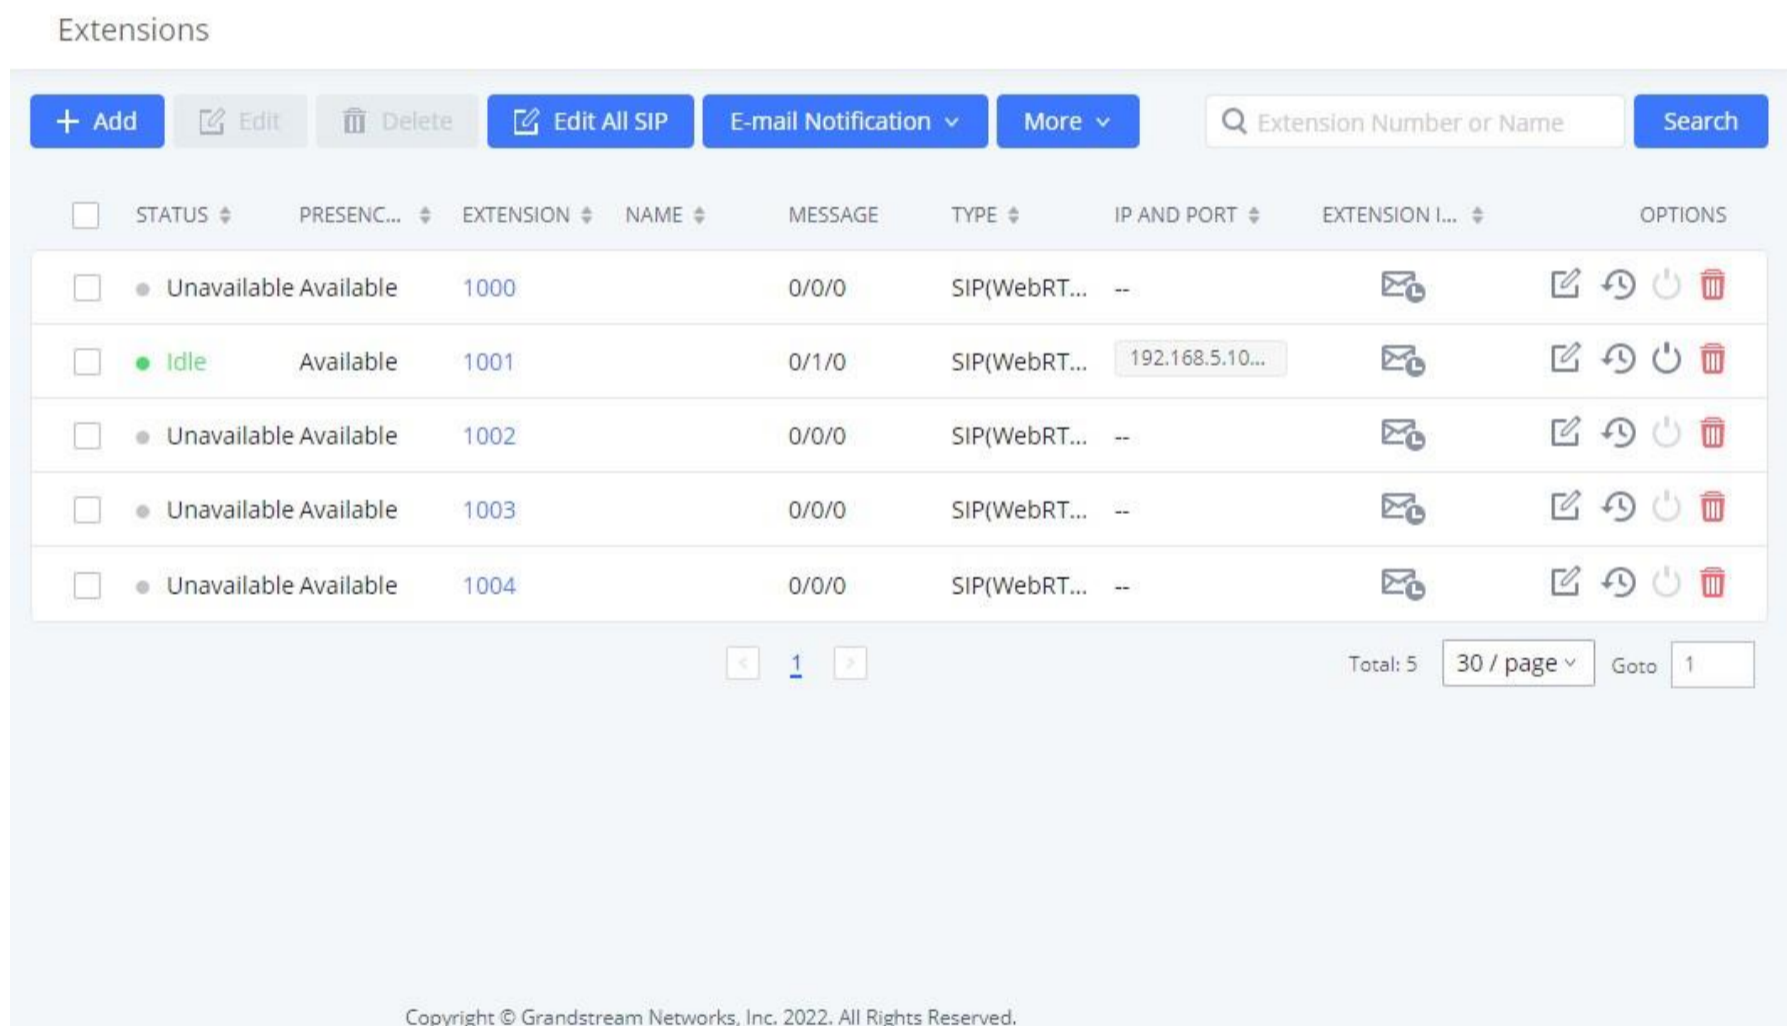 Extensions
Add Edit Delete Edit All SIP E-mail Notification More Extension Number or Name Search
STATUS PRESENC... EXTENSION NAME MESSAGE TYPE IP AND PORT EXTENSION I... OPTIONS
Unavailable Available 1000 0/0/0 SIP(WebRT... --
Idle Available 1001 0/1/0 SIP(WebRT... 192.168.5.10...
Unavailable Available 1002 0/0/0 SIP(WebRT... --
Unavailable Available 1003 0/0/0 SIP(WebRT... --
Unavailable Available 1004 0/0/0 SIP(WebRT... --
< 1 > Total: 5 30 / page Goto 1
Copyright © Grandstream Networks, Inc. 2022. All Rights Reserved.